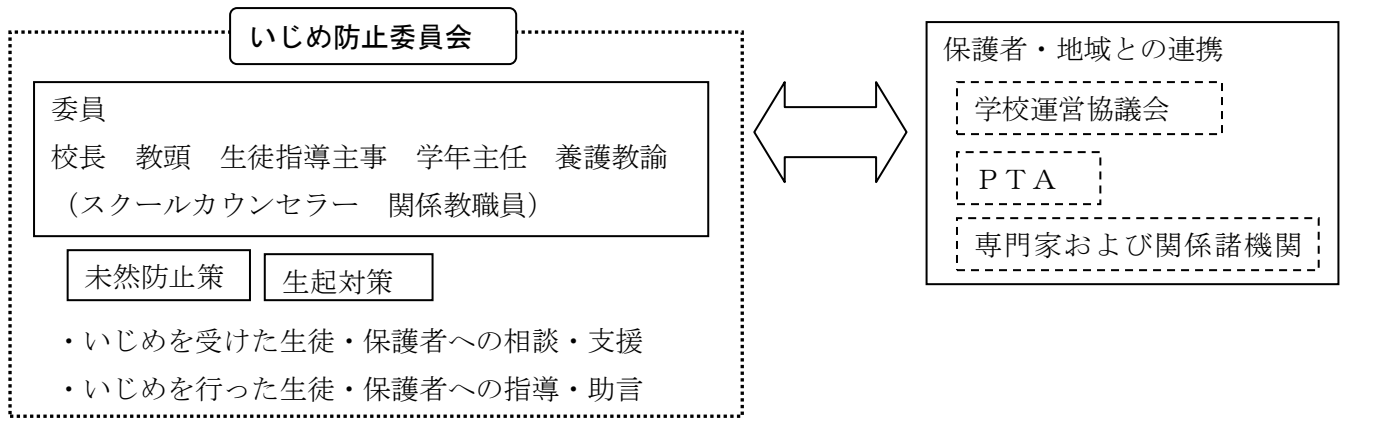 いじめ防止委員会
委員
校長　教頭　生徒指導主事　学年主任　養護教諭
（スクールカウンセラー　関係教職員）
未然防止策
生起対策
・いじめを受けた生徒・保護者への相談・支援
・いじめを行った生徒・保護者への指導・助言
保護者・地域との連携
学校運営協議会
ＰＴＡ
専門家および関係諸機関